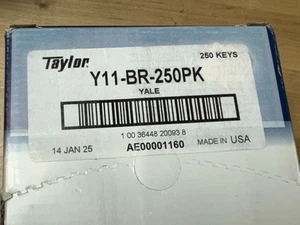 Taylor
250 KEYS
Y11-BR-250PK
YALE
1 00 36448 20093 8
14 JAN 25
AE00001160
MADE IN USA